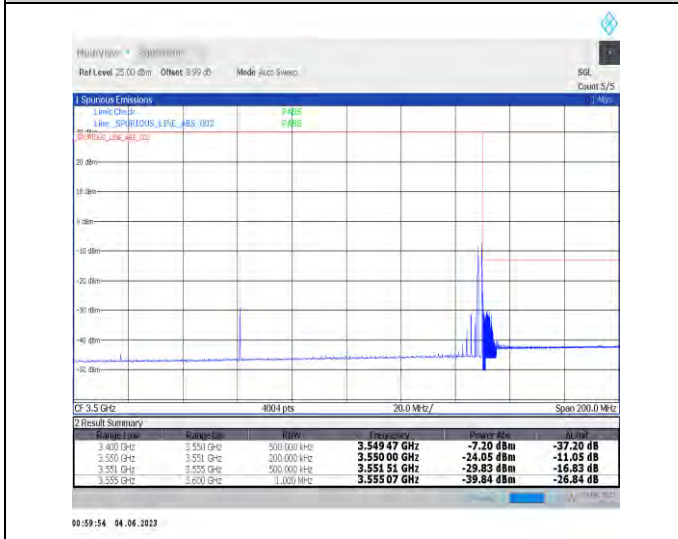 MultiView Spectrum
Ref Level 25.00 dBm Offset 8.99 dB Mode Auto Sweep SGL
Count 5/5
1 Spurious Emissions
Limit Check PASS
Line _SPURIOUS_LINE_ABS_002 PASS
_SPURIOUS_LINE_ABS_002
20 dBm
10 dBm
0 dBm
-10 dBm
-20 dBm
-30 dBm
-40 dBm
-50 dBm
CF 3.5 GHz 4004 pts 20.0 MHz/ Span 200.0 MHz
2 Result Summary
Range Low Range Up RBW Frequency Power Abs ΔLimit
3.400 GHz 3.550 GHz 500.000 kHz 3.549 47 GHz -7.20 dBm -37.20 dB
3.550 GHz 3.551 GHz 200.000 kHz 3.550 00 GHz -24.05 dBm -11.05 dB
3.551 GHz 3.555 GHz 500.000 kHz 3.551 51 GHz -29.83 dBm -16.83 dB
3.555 GHz 3.600 GHz 1.000 MHz 3.555 07 GHz -39.84 dBm -26.84 dB
00:59:54 04.06.2023